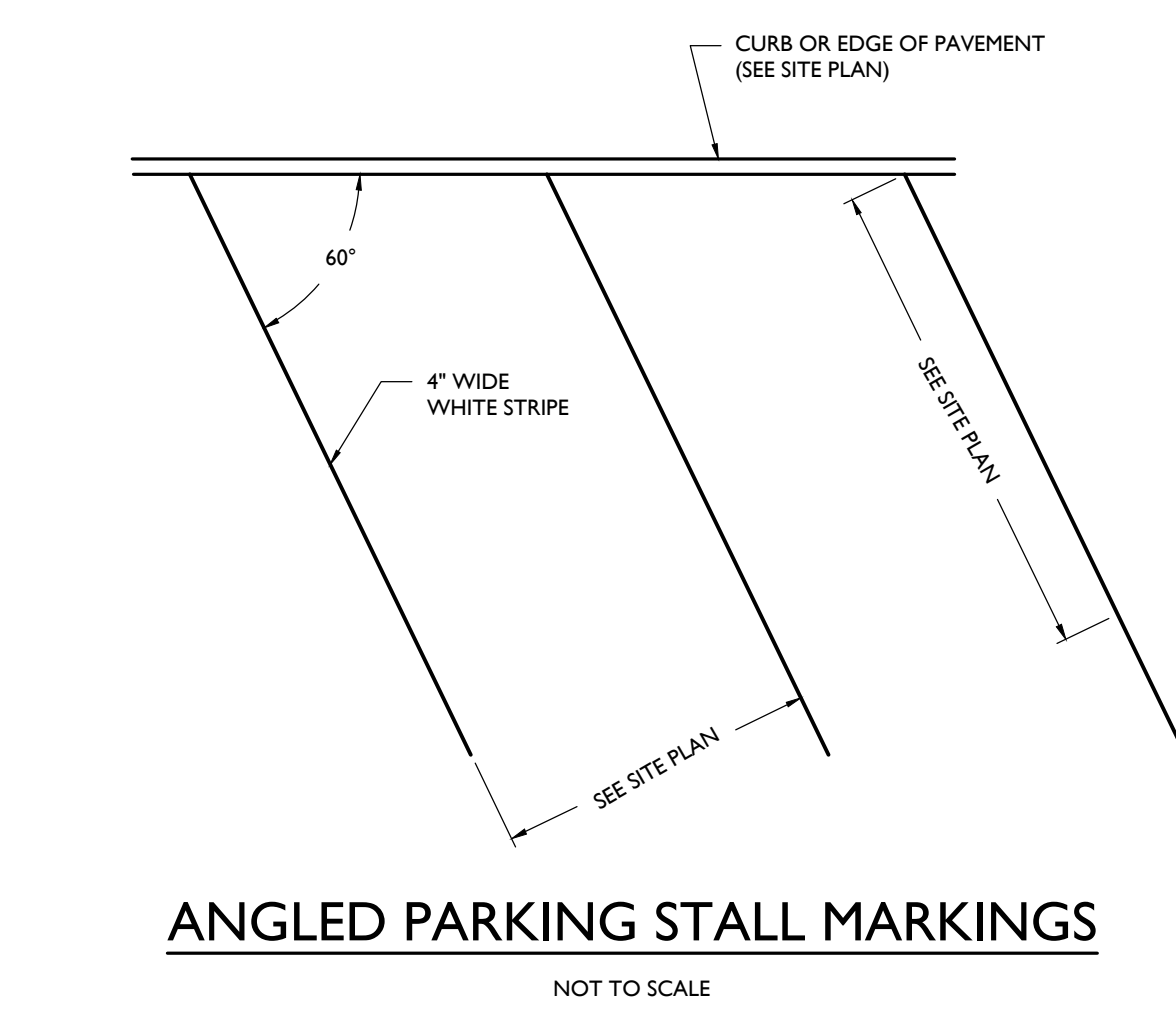 CURB OR EDGE OF PAVEMENT
(SEE SITE PLAN)
60°
4" WIDE
WHITE STRIPE
SEE SITE PLAN
SEE SITE PLAN
ANGLED PARKING STALL MARKINGS
NOT TO SCALE